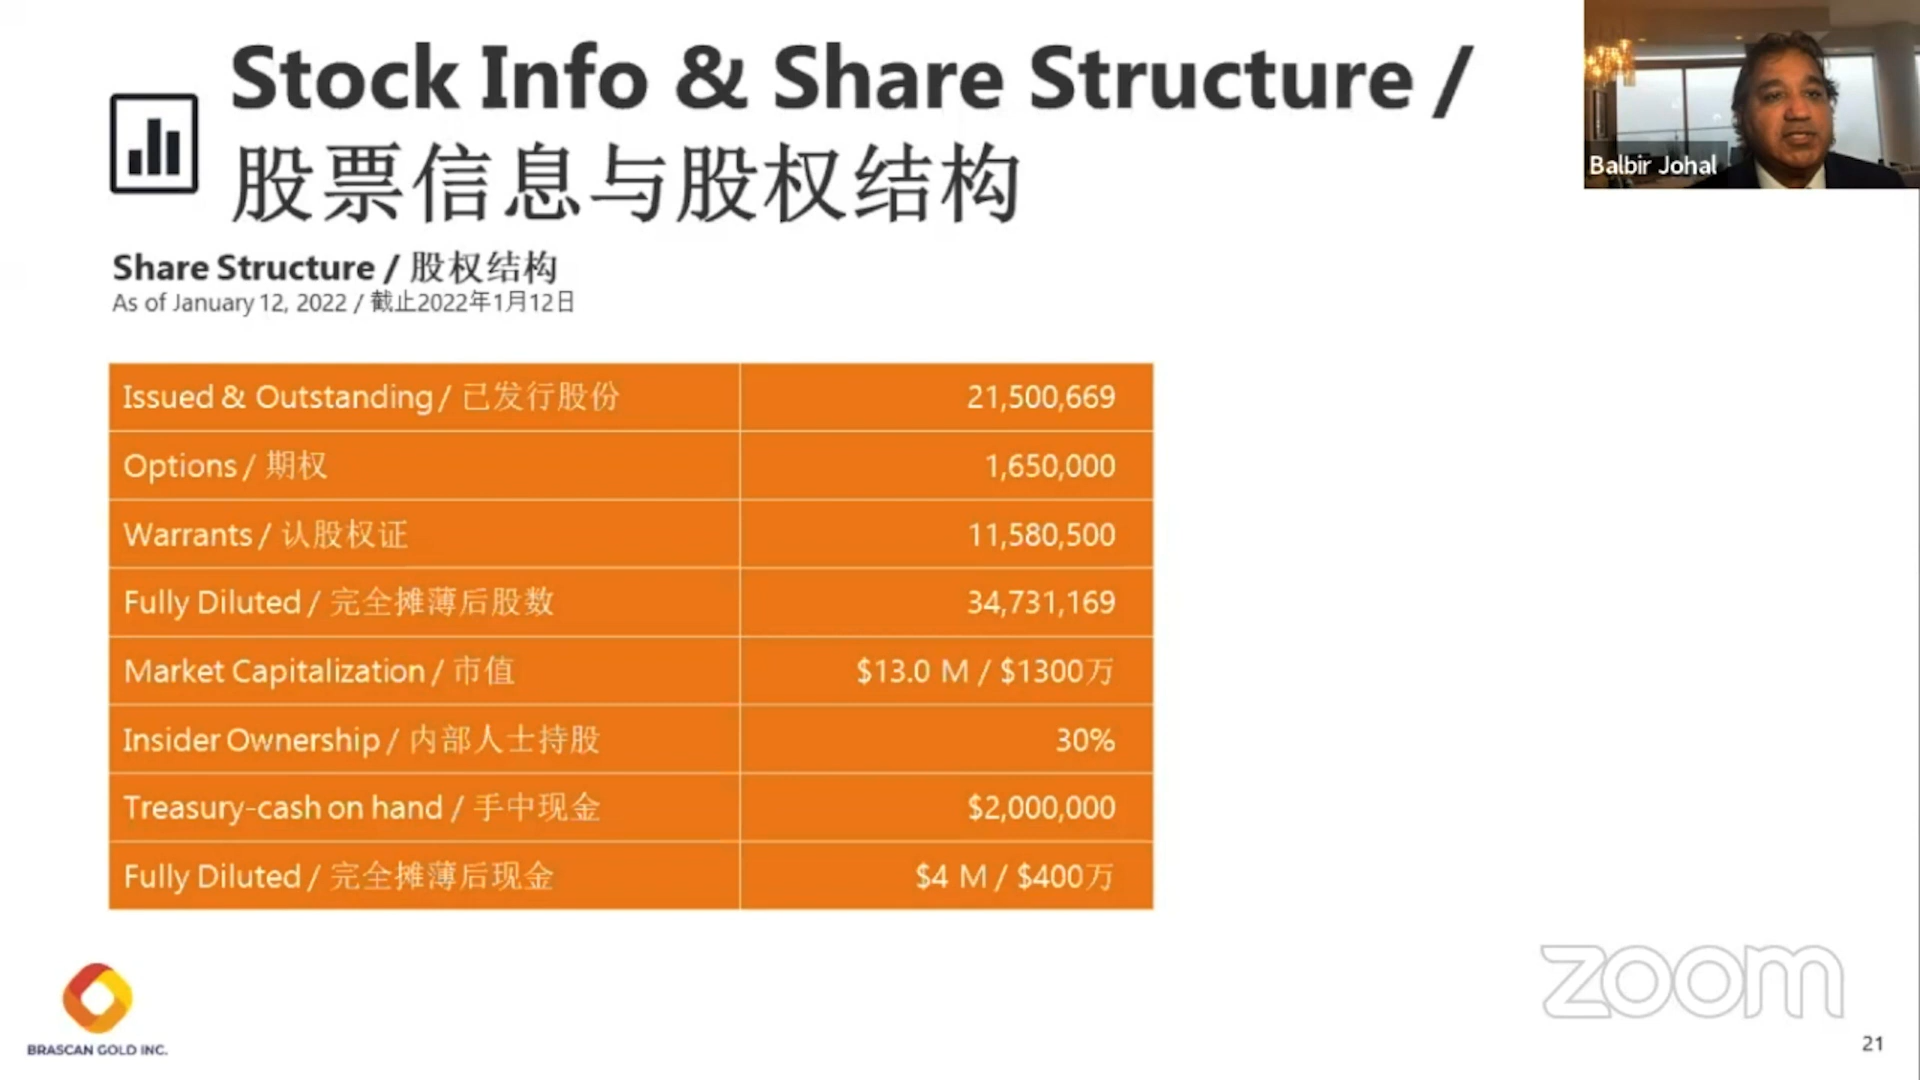 Stock Info & Share Structure /
股票信息与股权结构
Balbir Johal
Share Structure / 股权结构
As of January 12, 2022 / 截止2022年1月12日
Issued & Outstanding / 已发行股份 21,500,669
Options / 期权 1,650,000
Warrants / 认股权证 11,580,500
Fully Diluted / 完全摊薄后股数 34,731,169
Market Capitalization / 市值 $13.0 M / $1300万
Insider Ownership / 内部人士持股 30%
Treasury-cash on hand / 手中现金 $2,000,000
Fully Diluted / 完全摊薄后现金 $4 M / $400万
BRASCAN GOLD INC.
zoom
21